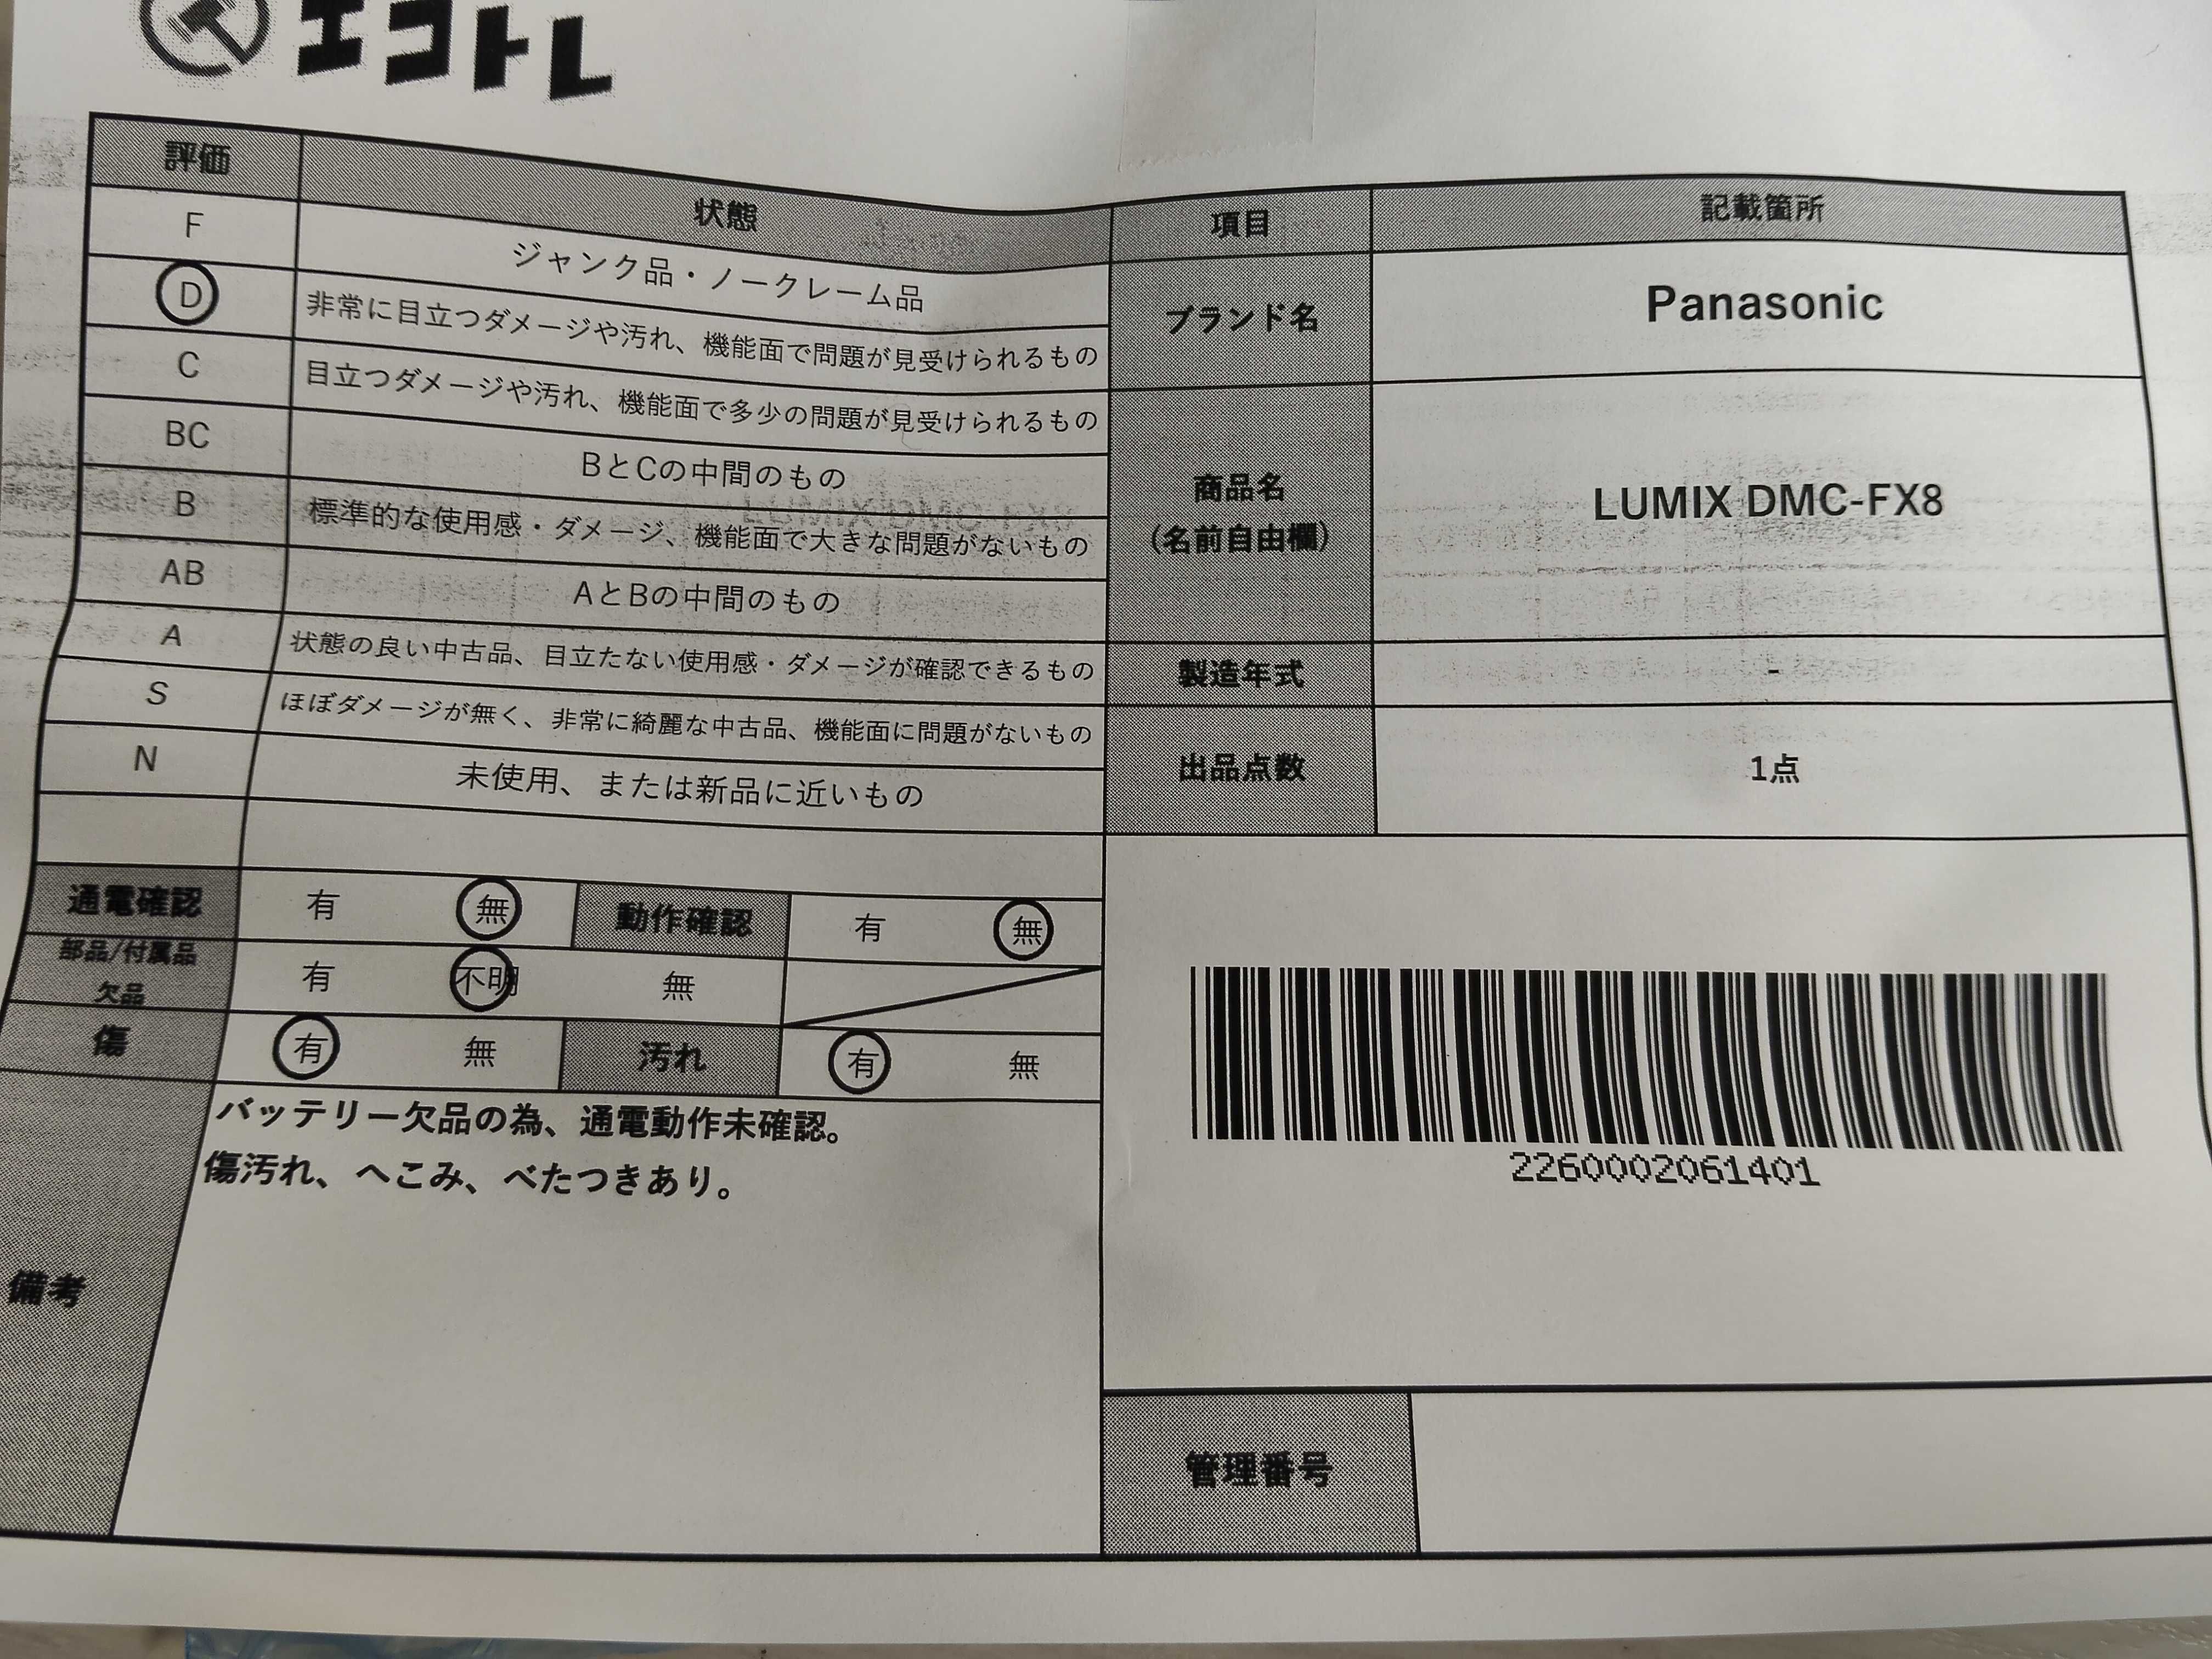 エコトレ
評価 状態
F ジャンク品・ノークレーム品
D 非常に目立つダメージや汚れ、機能面で問題が見受けられるもの
C 目立つダメージや汚れ、機能面で多少の問題が見受けられるもの
BC BとCの中間のもの
B 標準的な使用感・ダメージ、機能面で大きな問題がないもの
AB AとBの中間のもの
A 状態の良い中古品、目立たない使用感・ダメージが確認できるもの
S ほぼダメージが無く、非常に綺麗な中古品、機能面に問題がないもの
N 未使用、または新品に近いもの
通電確認 有 無 動作確認 有 無
部品/付属品
欠品 有 不明 無
傷 有 無 汚れ 有 無
備考
バッテリー欠品の為、通電動作未確認。
傷汚れ、へこみ、べたつきあり。
項目 記載箇所
ブランド名 Panasonic
商品名
(名前自由欄) LUMIX DMC-FX8
製造年式 -
出品点数 1点
2260002061401
管理番号